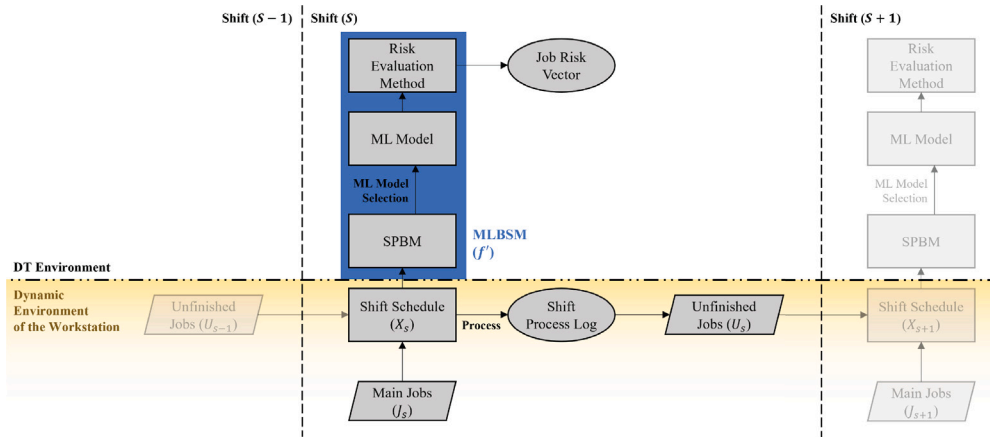 Shift (S − 1)
Shift (S)
Shift (S + 1)
Risk
Evaluation
Method
Job Risk
Vector
Risk
Evaluation
Method
ML Model
ML Model
ML Model
Selection
ML Model
Selection
SPBM
MLBSM
(f′)
SPBM
DT Environment
Dynamic
Environment
of the Workstation
Unfinished
Jobs (U_{s−1})
Shift Schedule
(X_s)
Process
Shift
Process Log
Unfinished
Jobs (U_s)
Shift Schedule
(X_{s+1})
Main Jobs
(J_s)
Main Jobs
(J_{s+1})